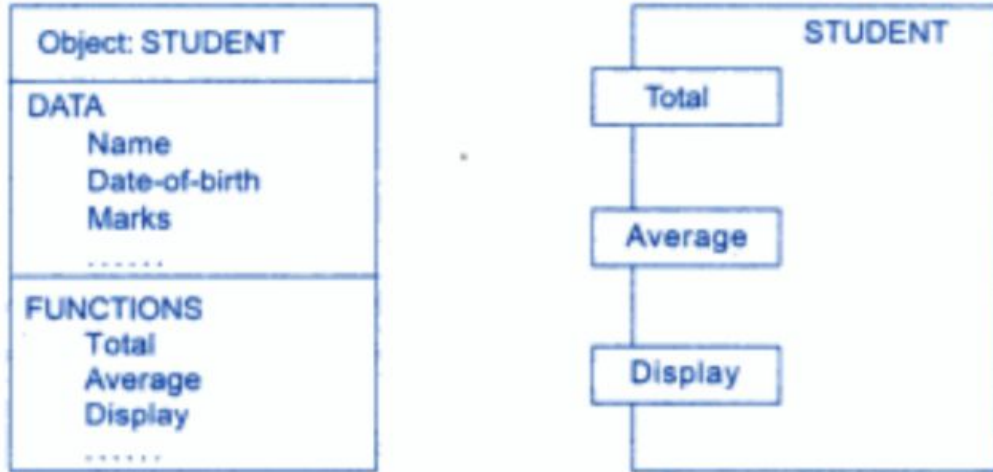 Object: STUDENT
DATA
Name
Date-of-birth
Marks
......
FUNCTIONS
Total
Average
Display
......
STUDENT
Total
Average
Display